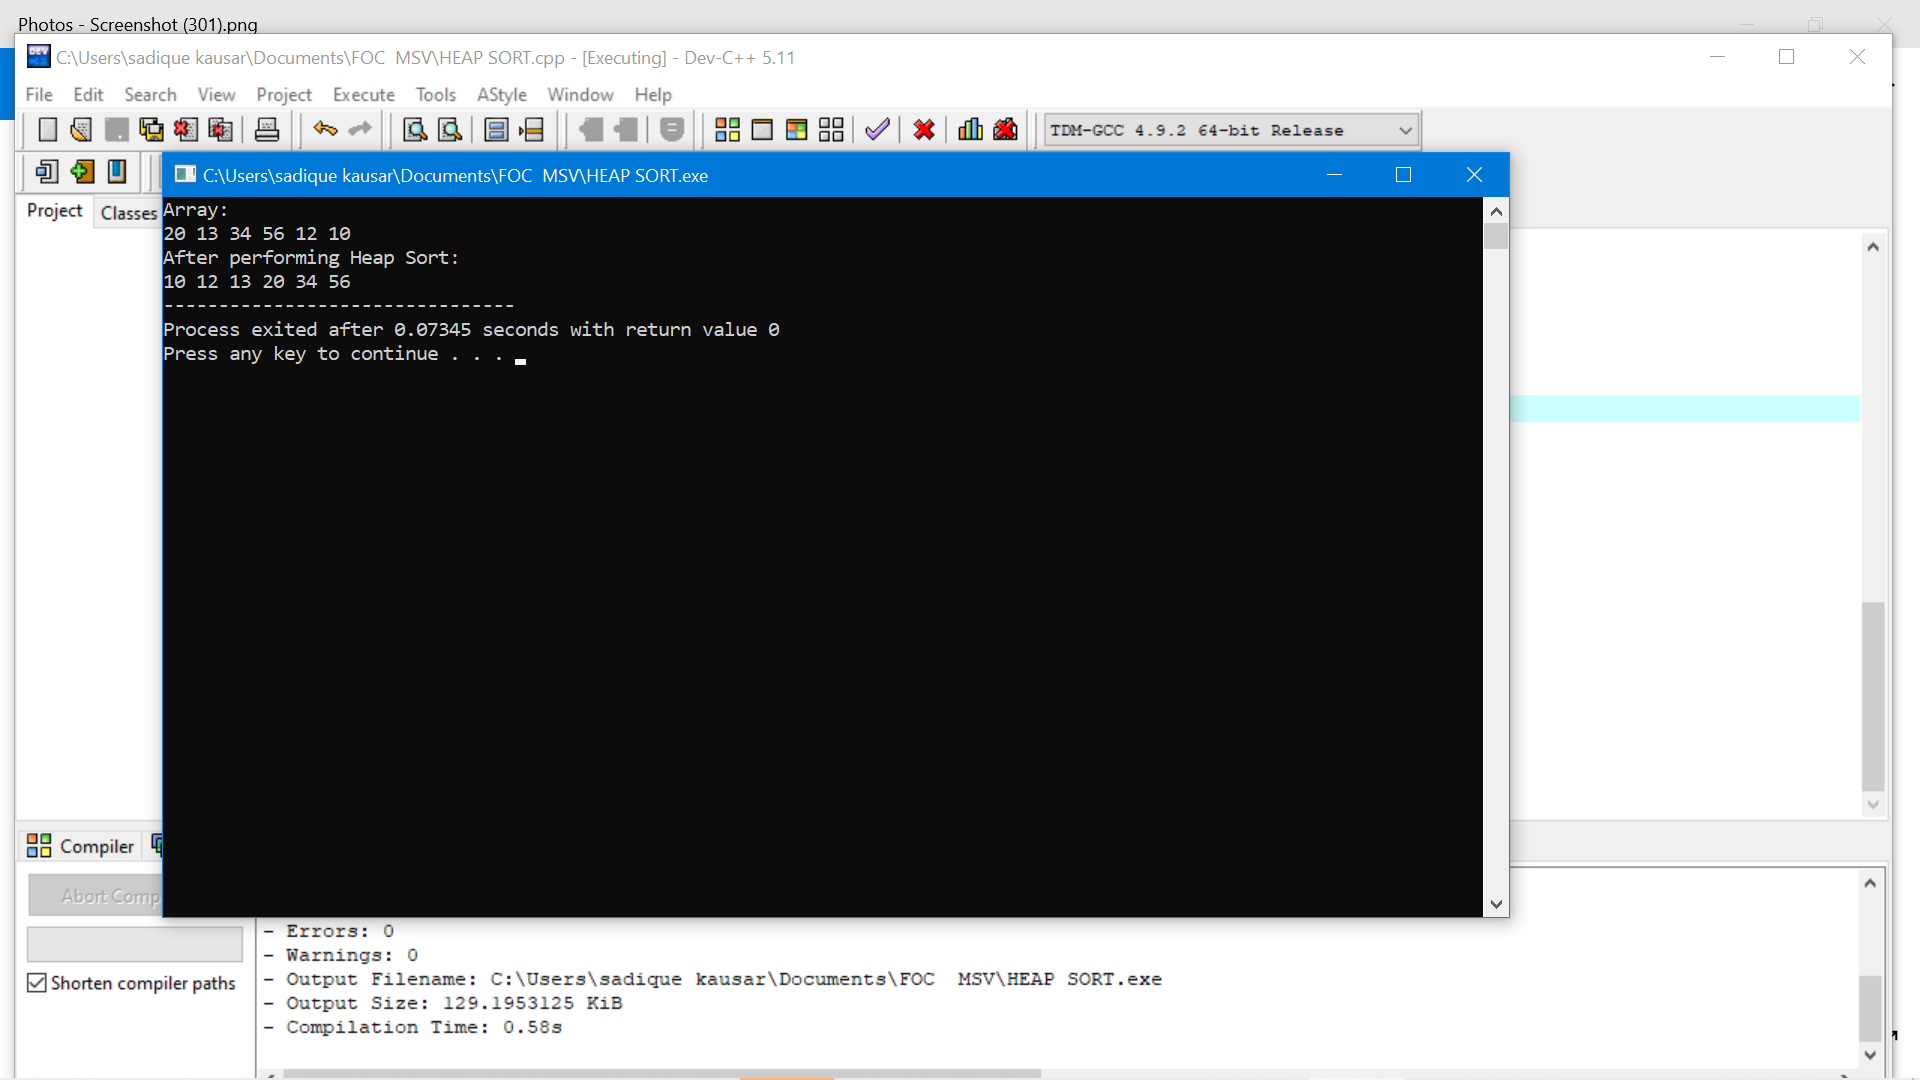 Photos - Screenshot (301).png
C:\Users\sadique kausar\Documents\FOC  MSV\HEAP SORT.cpp - [Executing] - Dev-C++ 5.11
File Edit Search View Project Execute Tools AStyle Window Help
TDM-GCC 4.9.2 64-bit Release
C:\Users\sadique kausar\Documents\FOC  MSV\HEAP SORT.exe
Project Classes
Array:
20 13 34 56 12 10
After performing Heap Sort:
10 12 13 20 34 56
--------------------------------
Process exited after 0.07345 seconds with return value 0
Press any key to continue . . .
Compiler
Abort Comp
- Errors: 0
- Warnings: 0
Shorten compiler paths
- Output Filename: C:\Users\sadique kausar\Documents\FOC  MSV\HEAP SORT.exe
- Output Size: 129.1953125 KiB
- Compilation Time: 0.58s